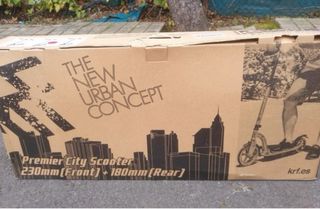 THE
NEW
URBAN
CONCEPT
Premier City Scooter
230mm(Front) + 180mm(Rear)
krf.es